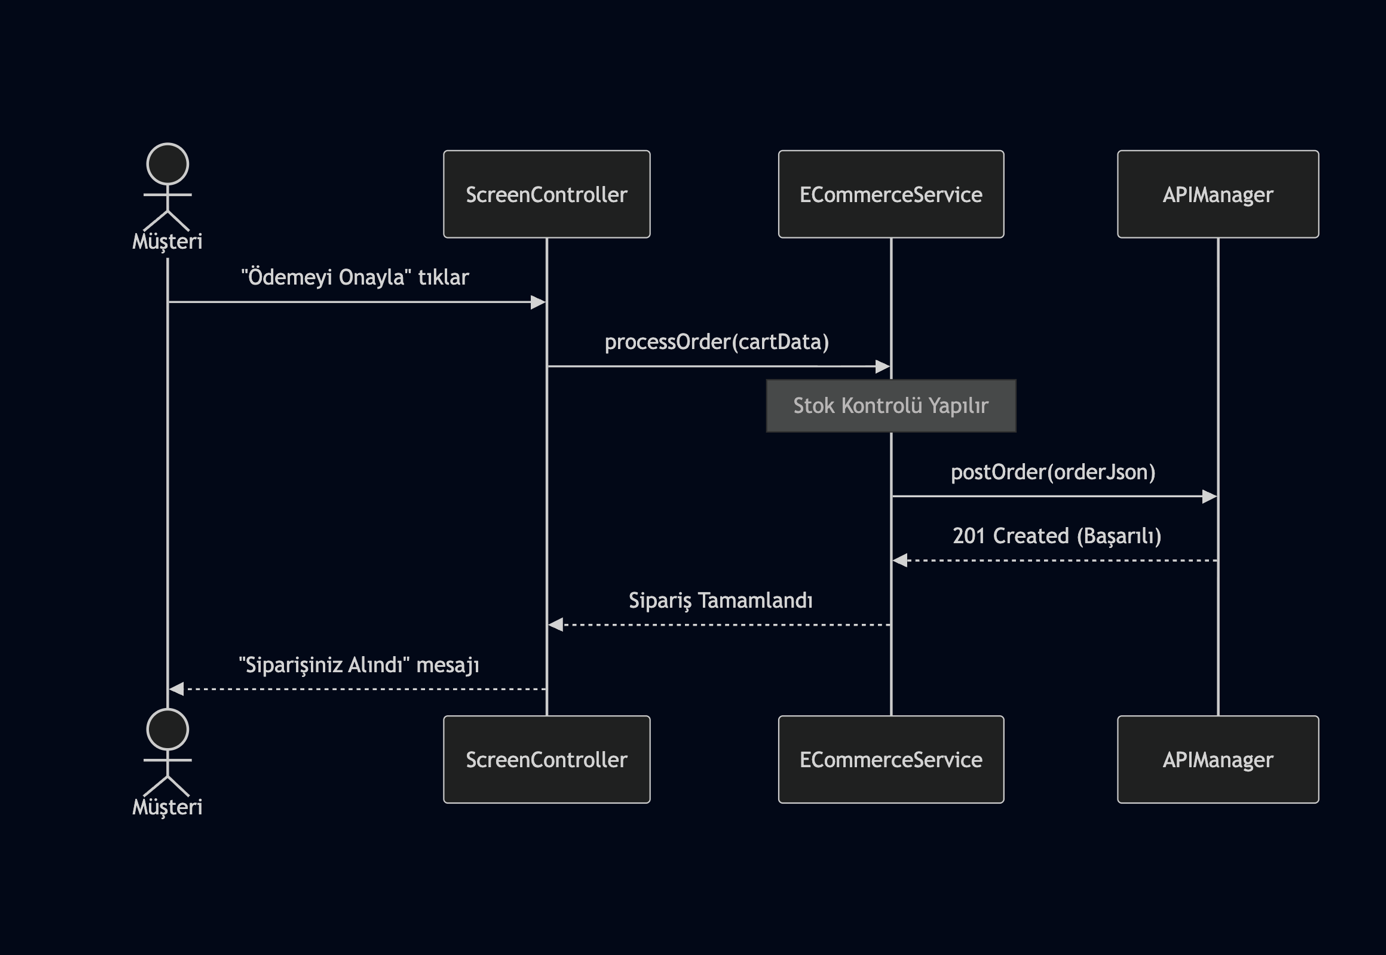 ScreenController
ECommerceService
APIManager
Müşteri
"Ödemeyi Onayla" tıklar
processOrder(cartData)
Stok Kontrolü Yapılır
postOrder(orderJson)
201 Created (Başarılı)
Sipariş Tamamlandı
"Siparişiniz Alındı" mesajı
ScreenController
ECommerceService
APIManager
Müşteri